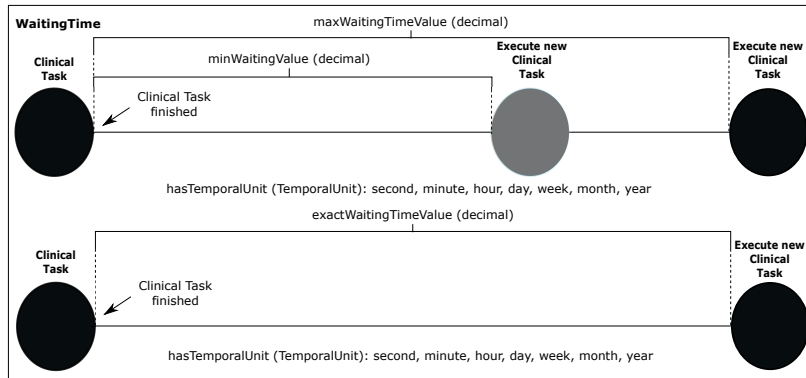 WaitingTime
maxWaitingTimeValue (decimal)
Clinical
Task
minWaitingValue (decimal)
Execute new
Clinical
Task
Execute new
Clinical
Task
Clinical Task
finished
hasTemporalUnit (TemporalUnit): second, minute, hour, day, week, month, year
exactWaitingTimeValue (decimal)
Clinical
Task
Execute new
Clinical
Task
Clinical Task
finished
hasTemporalUnit (TemporalUnit): second, minute, hour, day, week, month, year